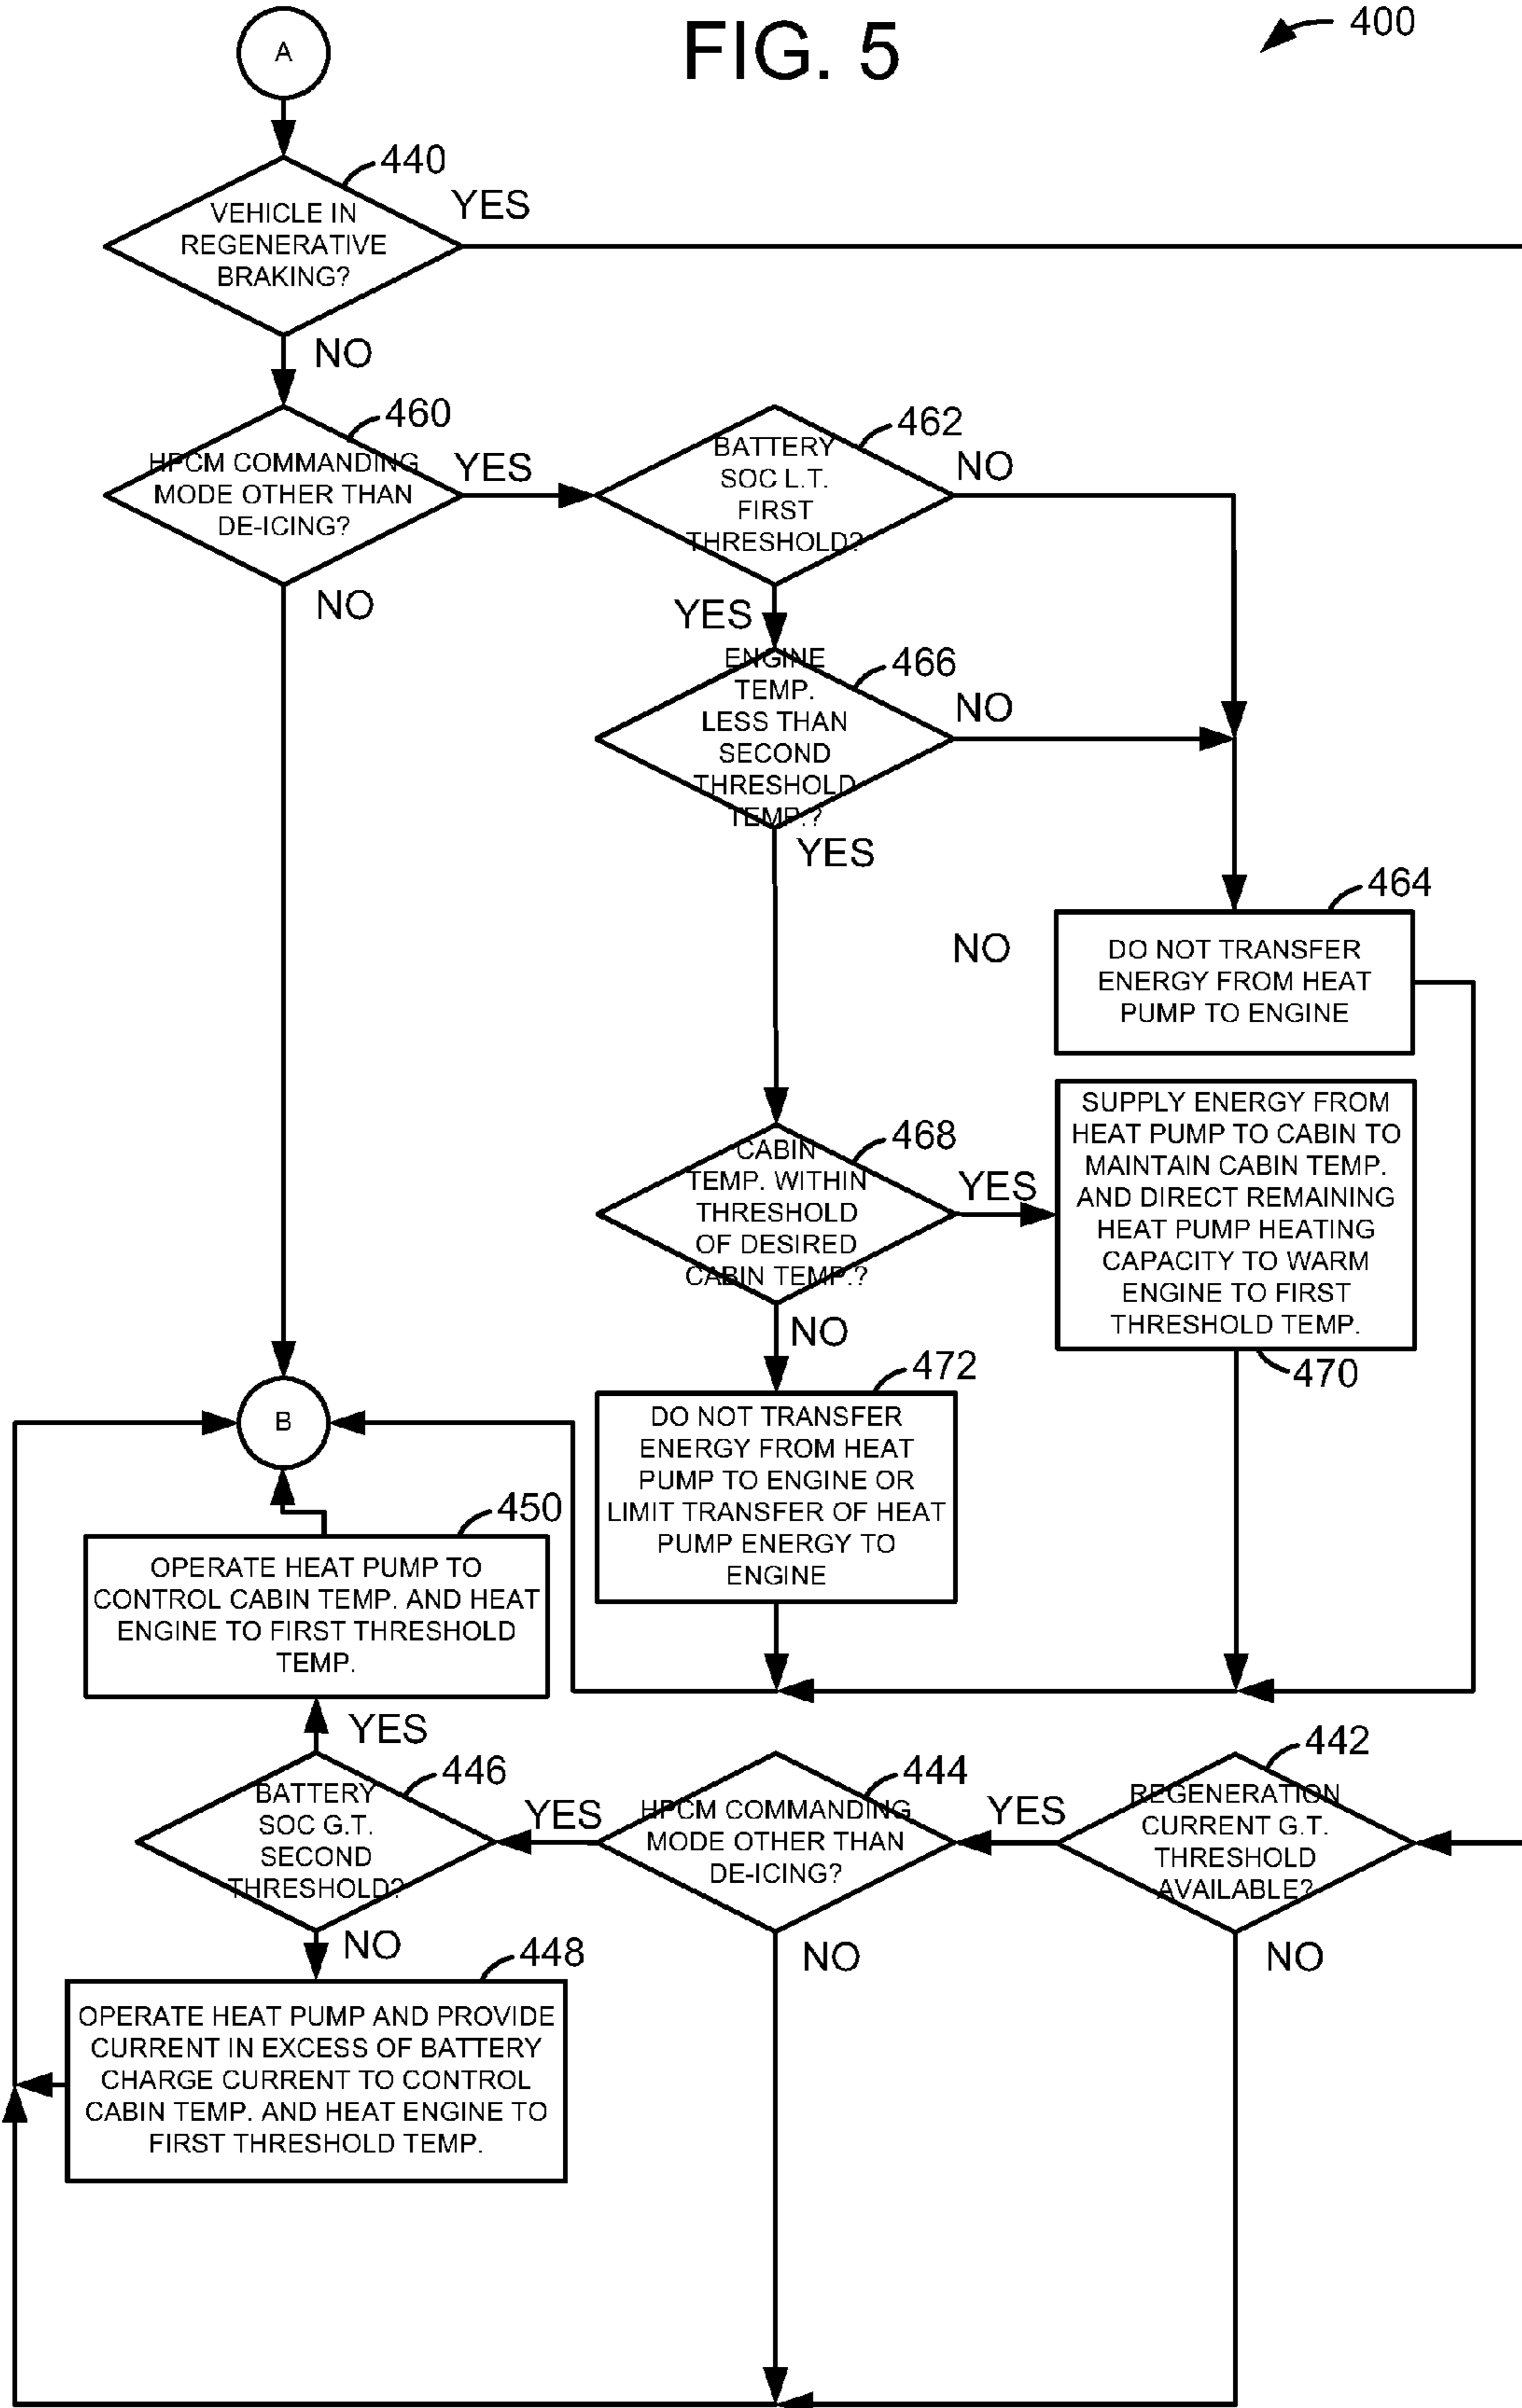 FIG. 5
400
A
440
VEHICLE IN
REGENERATIVE
BRAKING?
YES
NO
460
HPCM COMMANDING
MODE OTHER THAN
DE-ICING?
YES
NO
462
BATTERY
SOC L.T.
FIRST
THRESHOLD?
NO
YES
466
ENGINE
TEMP.
LESS THAN
SECOND
THRESHOLD
TEMP.?
NO
YES
464
NO
DO NOT TRANSFER
ENERGY FROM HEAT
PUMP TO ENGINE
468
CABIN
TEMP. WITHIN
THRESHOLD
OF DESIRED
CABIN TEMP.?
YES
NO
SUPPLY ENERGY FROM
HEAT PUMP TO CABIN TO
MAINTAIN CABIN TEMP.
AND DIRECT REMAINING
HEAT PUMP HEATING
CAPACITY TO WARM
ENGINE TO FIRST
THRESHOLD TEMP.
470
472
DO NOT TRANSFER
ENERGY FROM HEAT
PUMP TO ENGINE OR
LIMIT TRANSFER OF HEAT
PUMP ENERGY TO
ENGINE
B
450
OPERATE HEAT PUMP TO
CONTROL CABIN TEMP. AND HEAT
ENGINE TO FIRST THRESHOLD
TEMP.
YES
446
BATTERY
SOC G.T.
SECOND
THRESHOLD?
NO
YES
444
HPCM COMMANDING
MODE OTHER THAN
DE-ICING?
NO
YES
442
REGENERATION
CURRENT G.T.
THRESHOLD
AVAILABLE?
NO
448
OPERATE HEAT PUMP AND PROVIDE
CURRENT IN EXCESS OF BATTERY
CHARGE CURRENT TO CONTROL
CABIN TEMP. AND HEAT ENGINE TO
FIRST THRESHOLD TEMP.